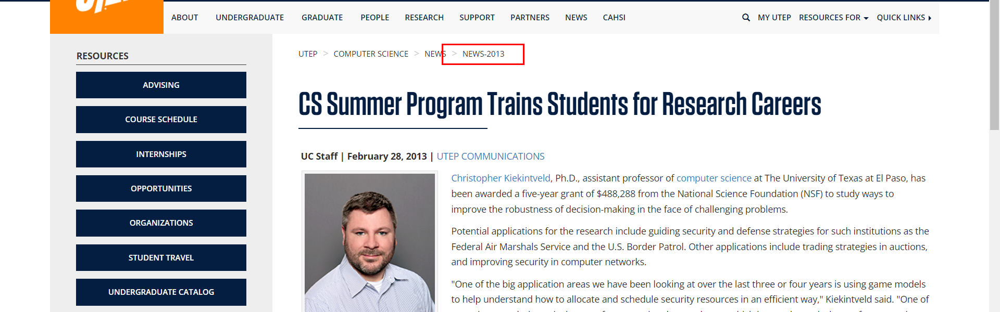 ABOUT UNDERGRADUATE GRADUATE PEOPLE RESEARCH SUPPORT PARTNERS NEWS CAHSI MY UTEP RESOURCES FOR QUICK LINKS
RESOURCES
ADVISING
COURSE SCHEDULE
INTERNSHIPS
OPPORTUNITIES
ORGANIZATIONS
STUDENT TRAVEL
UNDERGRADUATE CATALOG
UTEP > COMPUTER SCIENCE > NEWS > NEWS-2013
CS Summer Program Trains Students for Research Careers
UC Staff | February 28, 2013 | UTEP COMMUNICATIONS
Christopher Kiekintveld, Ph.D., assistant professor of computer science at The University of Texas at El Paso, has
been awarded a five-year grant of $488,288 from the National Science Foundation (NSF) to study ways to
improve the robustness of decision-making in the face of challenging problems.
Potential applications for the research include guiding security and defense strategies for such institutions as the
Federal Air Marshals Service and the U.S. Border Patrol. Other applications include trading strategies in auctions,
and improving security in computer networks.
"One of the big application areas we have been looking at over the last three or four years is using game models
to help understand how to allocate and schedule security resources in an efficient way," Kiekintveld said. "One of